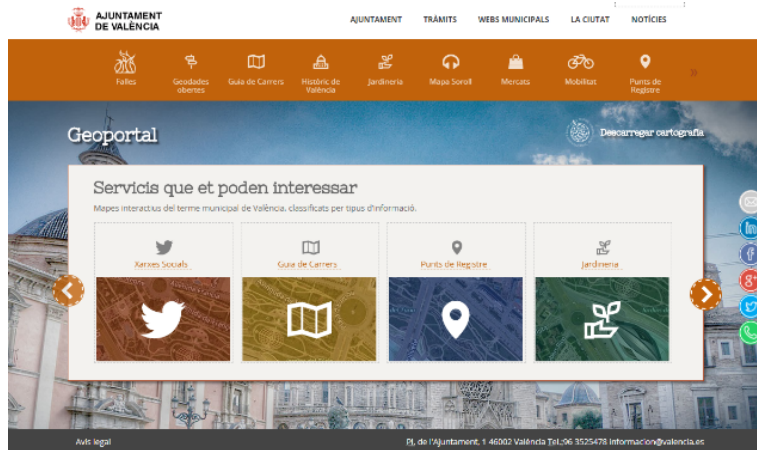 AJUNTAMENT
DE VALÈNCIA
AJUNTAMENT TRÀMITS WEBS MUNICIPALS LA CIUTAT NOTÍCIES
Falles
Geodades
obertes
Guia de Carrers
Històric de
València
Jardineria
Mapa Soroll
Mercats
Mobilitat
Punts de
Registre
»
Geoportal
Descarregar cartografia
Servicis que et poden interessar
Mapes interactius del terme municipal de València, classificats per tipus d'informació.
Xarxes Socials
Guia de Carrers
Punts de Registre
Jardineria
Avís legal
Pl. de l'Ajuntament, 1 46002 València Tel.:96 3525478 informacion@valencia.es